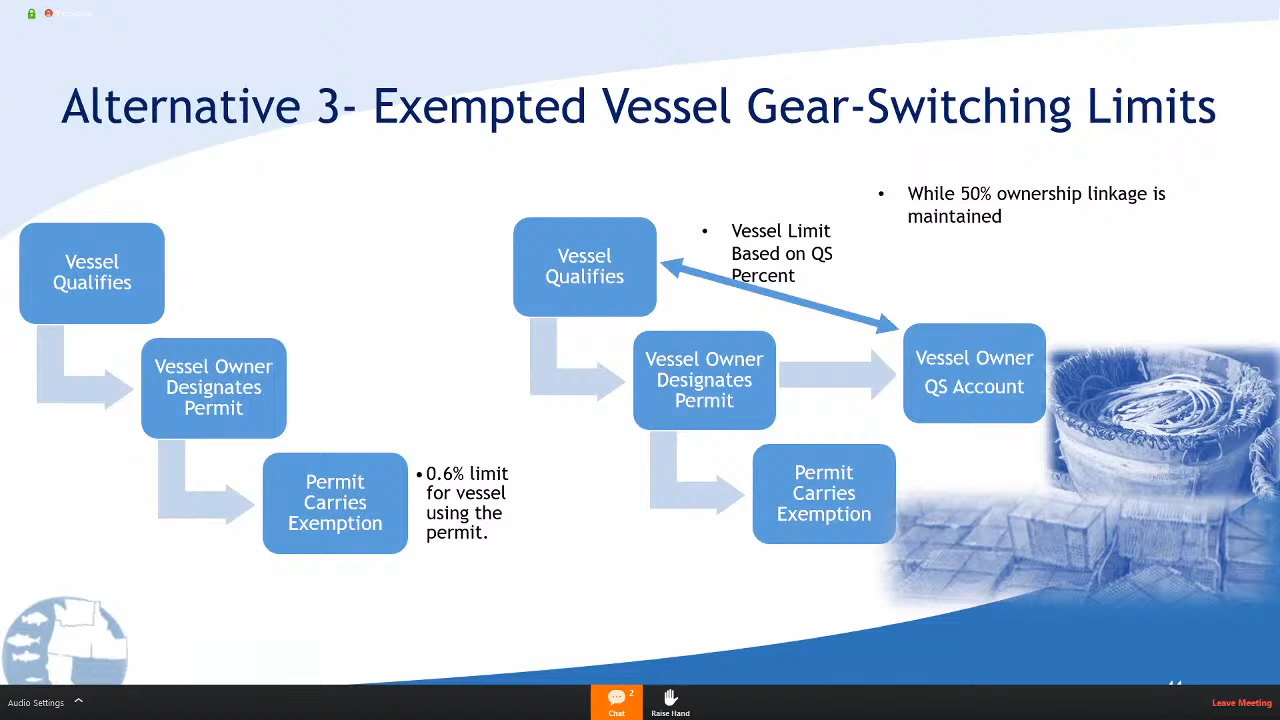 Alternative 3- Exempted Vessel Gear-Switching Limits
Vessel
Qualifies
Vessel Owner
Designates
Permit
Permit
Carries
Exemption
•0.6% limit
for vessel
using the
permit.
Vessel
Qualifies
• Vessel Limit
Based on QS
Percent
• While 50% ownership linkage is
maintained
Vessel Owner
Designates
Permit
Vessel Owner
QS Account
Permit
Carries
Exemption
Audio Settings
2
Chat
Raise Hand
Leave Meeting